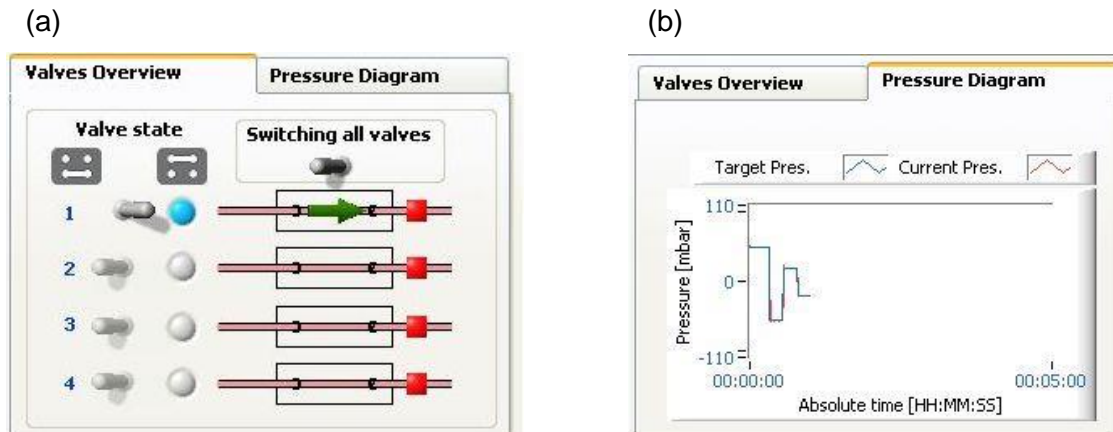 (a)
(b)
Valves Overview
Pressure Diagram
Valve state
Switching all valves
1
2
3
4
Valves Overview
Pressure Diagram
Target Pres.
Current Pres.
110
0
-110
Pressure [mbar]
00:00:00
00:05:00
Absolute time [HH:MM:SS]